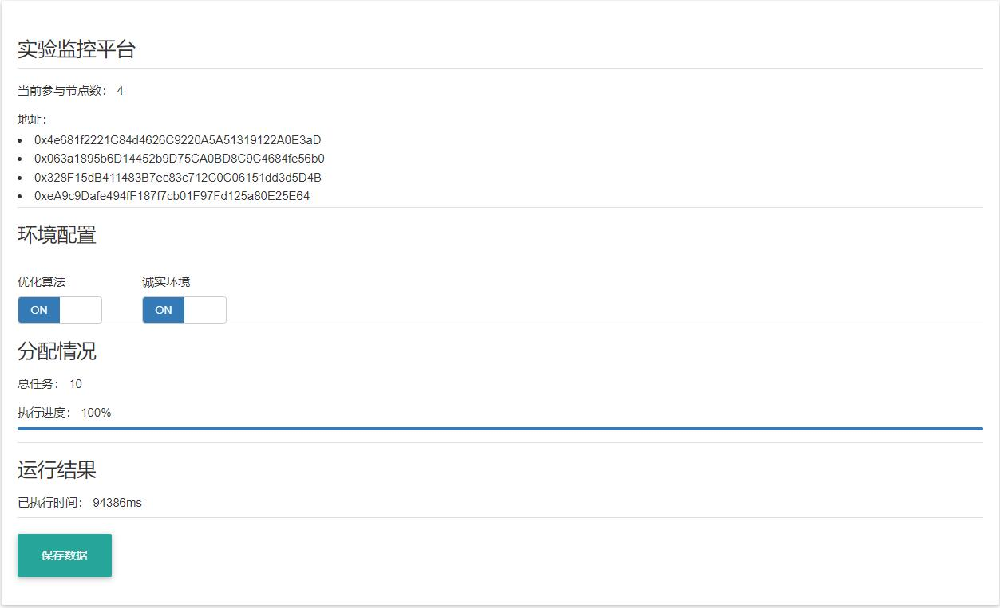 实验监控平台
当前参与节点数： 4
地址：
0x4e681f2221C84d4626C9220A5A51319122A0E3aD
0x063a1895b6D14452b9D75CA0BD8C9C4684fe56b0
0x328F15dB411483B7ec83c712C0C06151dd3d5D4B
0xeA9c9Dafe494fF187f7cb01F97Fd125a80E25E64
环境配置
优化算法 诚实环境
ON ON
分配情况
总任务： 10
执行进度： 100%
运行结果
已执行时间： 94386ms
保存数据